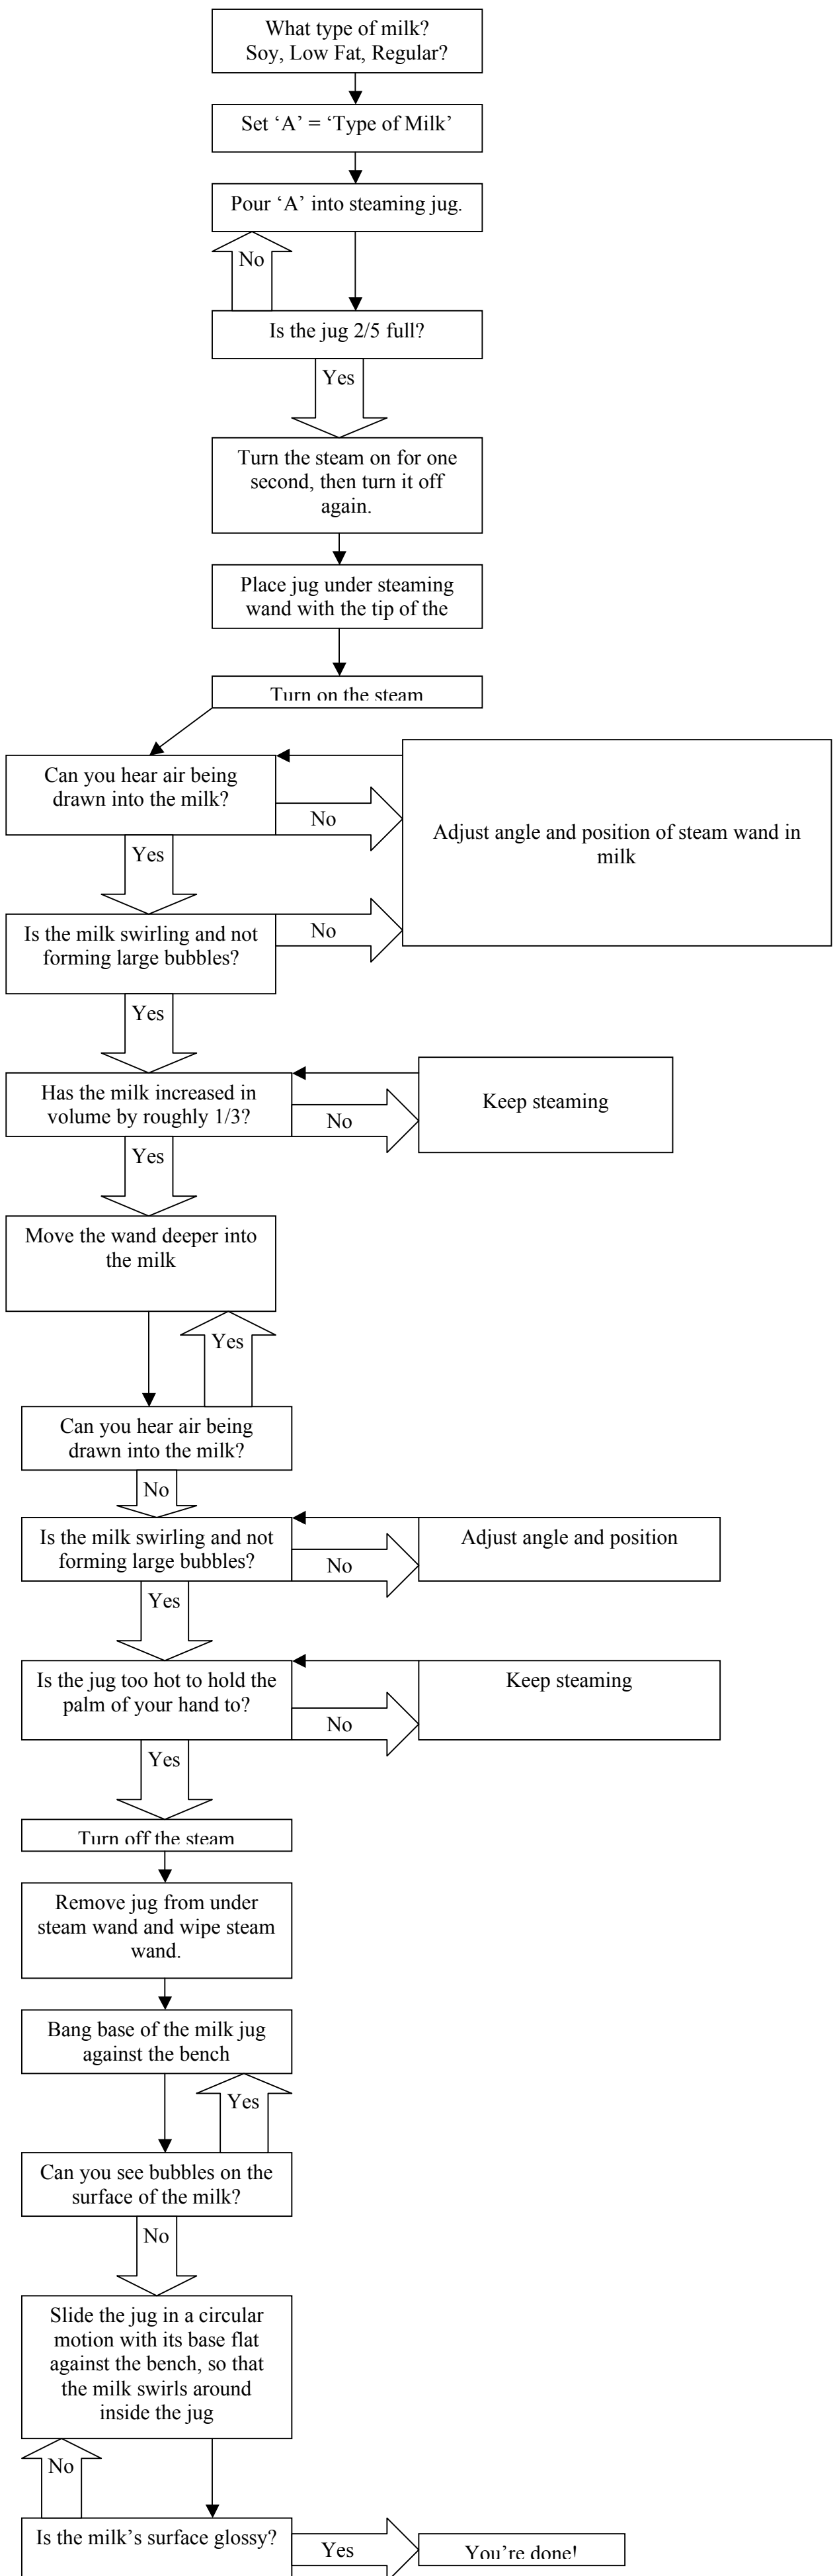 What type of milk?
Soy, Low Fat, Regular?
Set ‘A’ = ‘Type of Milk’
Pour ‘A’ into steaming jug.
No
Is the jug 2/5 full?
Yes
Turn the steam on for one
second, then turn it off
again.
Place jug under steaming
wand with the tip of the
Turn on the steam
Can you hear air being
drawn into the milk?
No
Adjust angle and position of steam wand in
milk
Yes
Is the milk swirling and not
forming large bubbles?
No
Yes
Has the milk increased in
volume by roughly 1/3?
No
Keep steaming
Yes
Move the wand deeper into
the milk
Yes
Can you hear air being
drawn into the milk?
No
Is the milk swirling and not
forming large bubbles?
No
Adjust angle and position
Yes
Is the jug too hot to hold the
palm of your hand to?
No
Keep steaming
Yes
Turn off the steam
Remove jug from under
steam wand and wipe steam
wand.
Bang base of the milk jug
against the bench
Yes
Can you see bubbles on the
surface of the milk?
No
Slide the jug in a circular
motion with its base flat
against the bench, so that
the milk swirls around
inside the jug
No
Is the milk’s surface glossy?
Yes
You’re done!